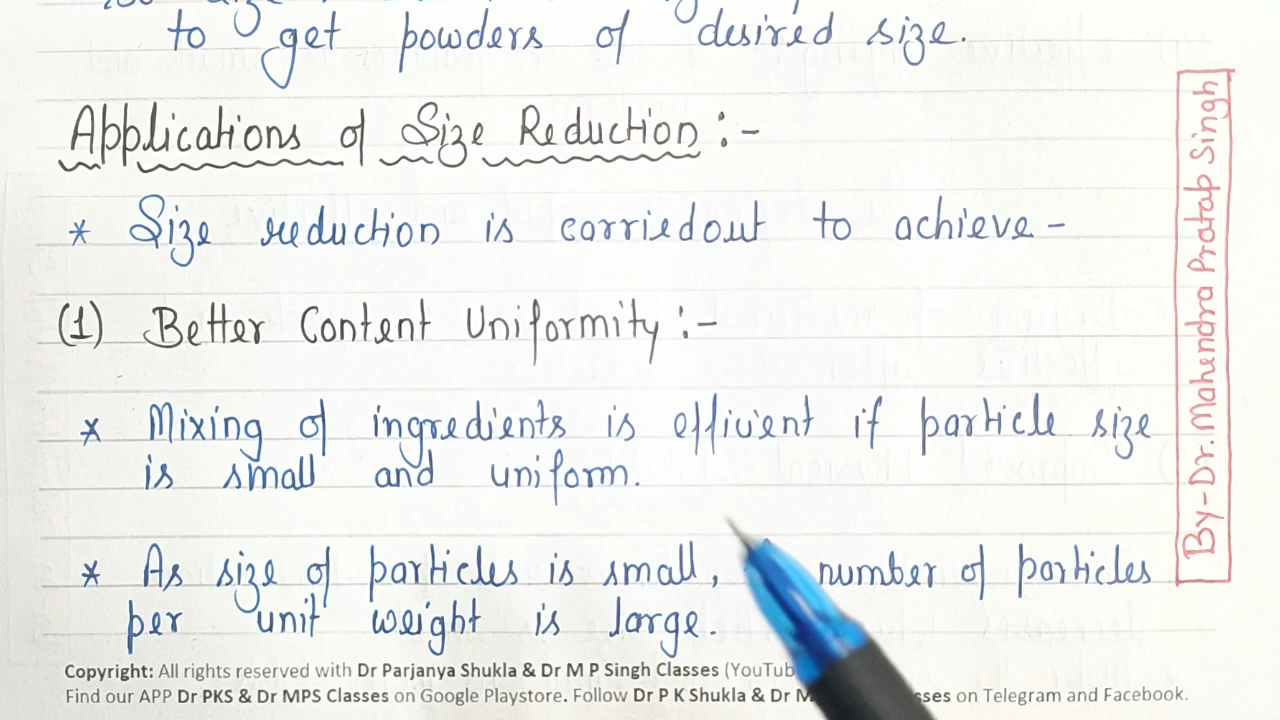 to get powders of desired size.
Applications of Size Reduction :-
* Size reduction is carriedout to achieve -
(1) Better Content Uniformity :-
* Mixing of ingredients is efficient if particle size
is small and uniform.
* As size of particles is small, number of particles
per unit weight is large.
By-Dr. Mahendra Pratap Singh
Copyright: All rights reserved with Dr Parjanya Shukla & Dr M P Singh Classes (YouTub
Find our APP Dr PKS & Dr MPS Classes on Google Playstore. Follow Dr P K Shukla & Dr M sses on Telegram and Facebook.